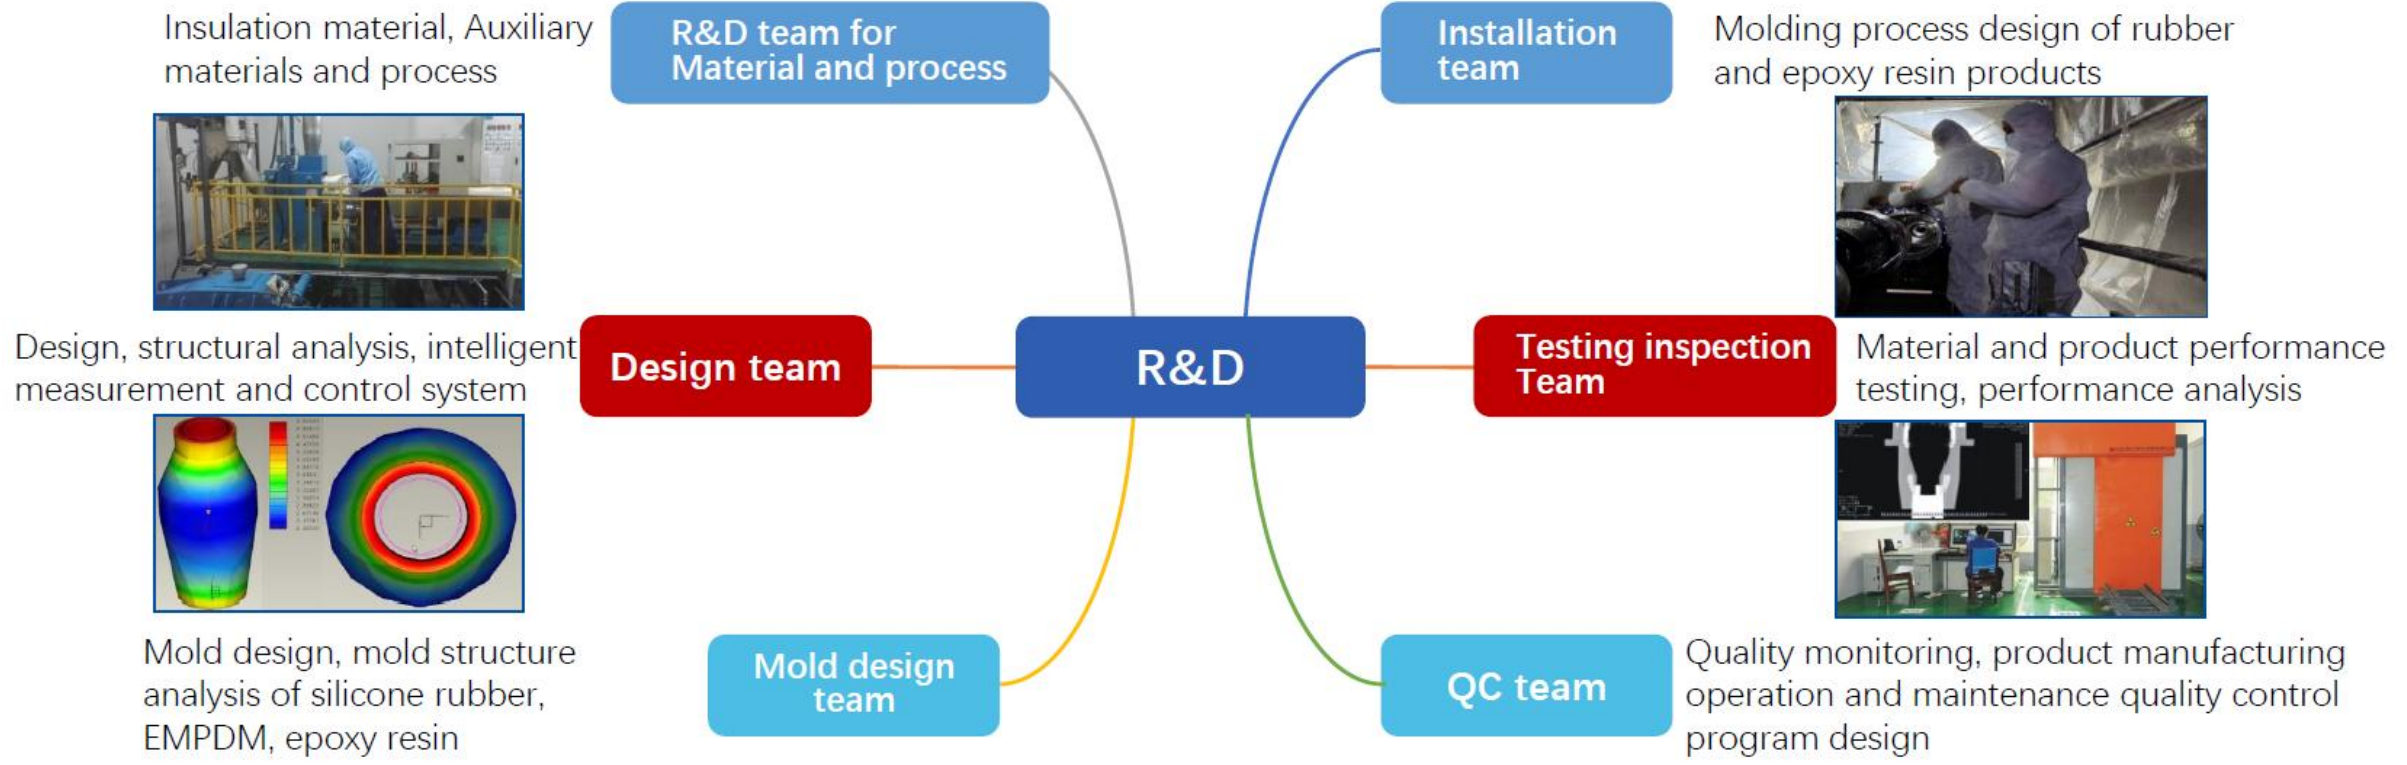 Insulation material, Auxiliary
materials and process
R&D team for
Material and process
Installation
team
Molding process design of rubber
and epoxy resin products
Design, structural analysis, intelligent
measurement and control system
Design team
R&D
Testing inspection
Team
Material and product performance
testing, performance analysis
Mold design, mold structure
analysis of silicone rubber,
EMPDM, epoxy resin
Mold design
team
QC team
Quality monitoring, product manufacturing
operation and maintenance quality control
program design